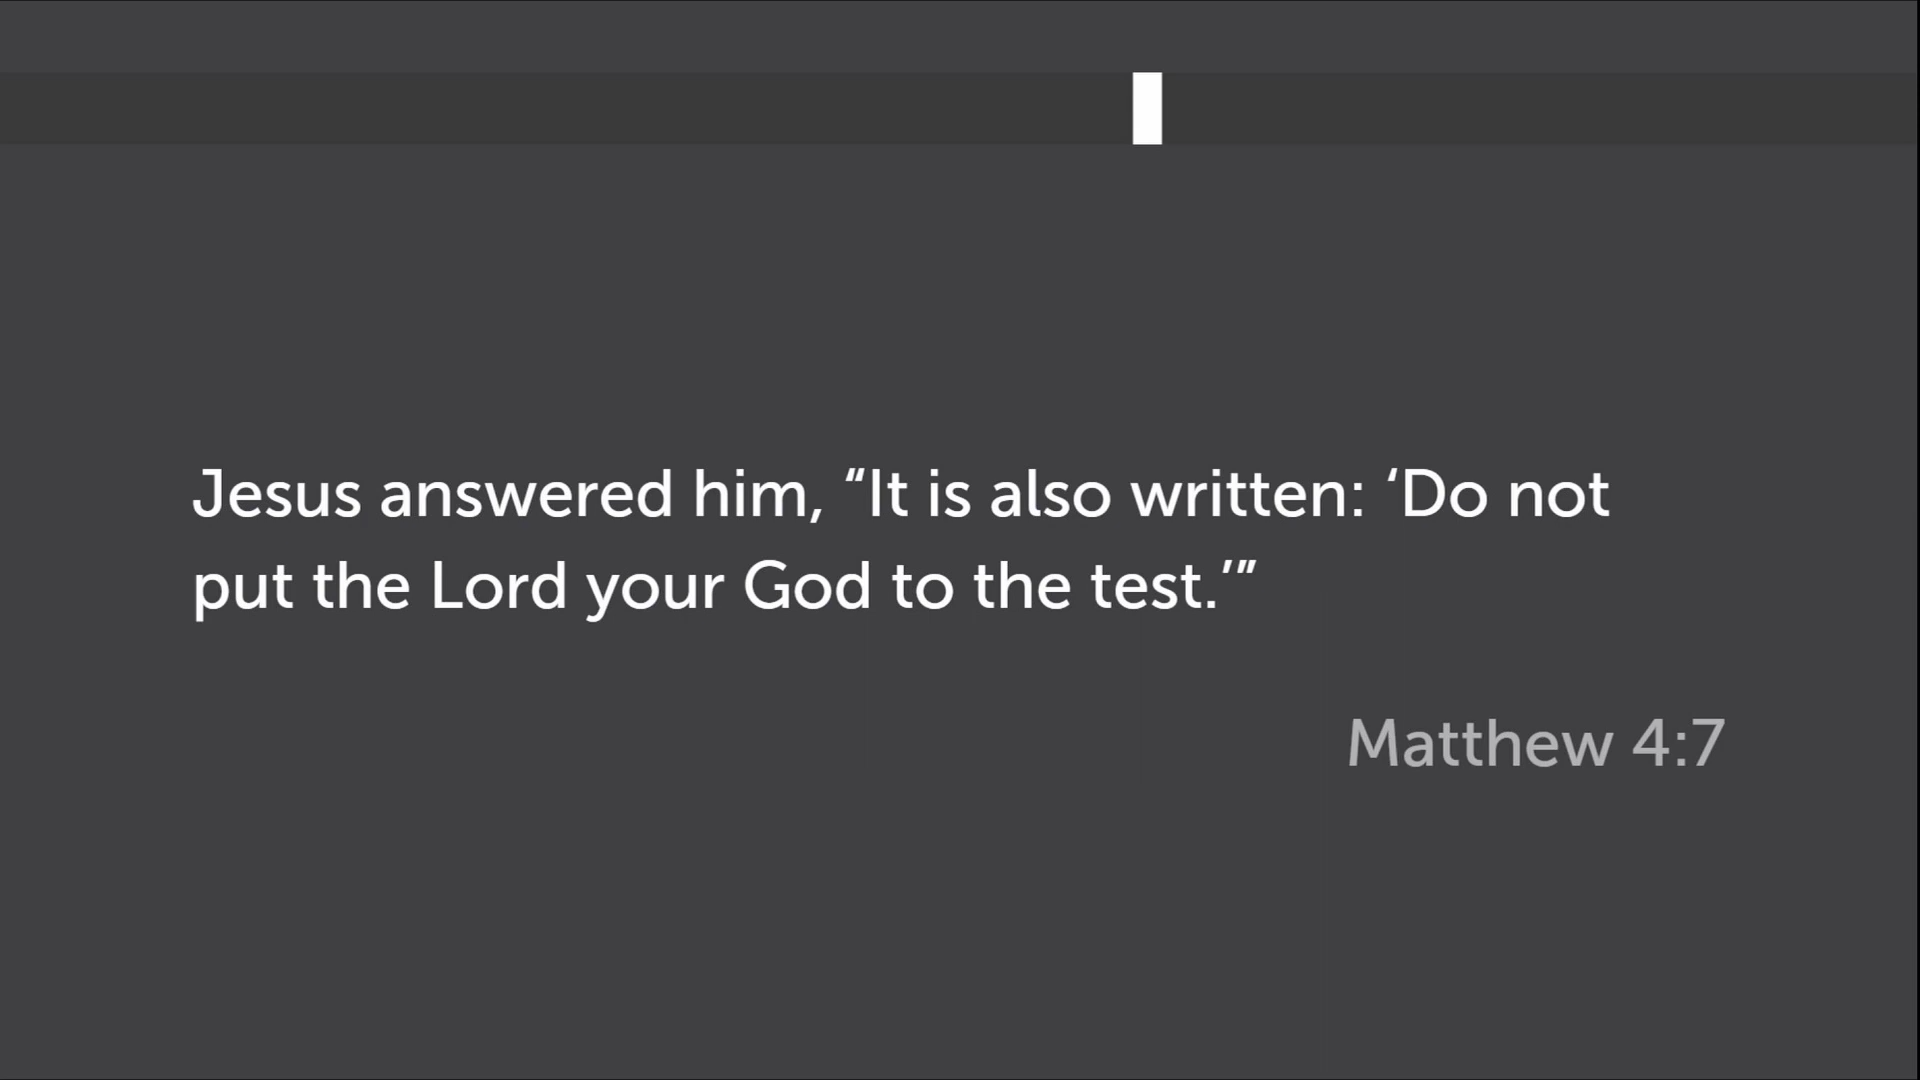 Jesus answered him, “It is also written: ‘Do not
put the Lord your God to the test.’”
Matthew 4:7